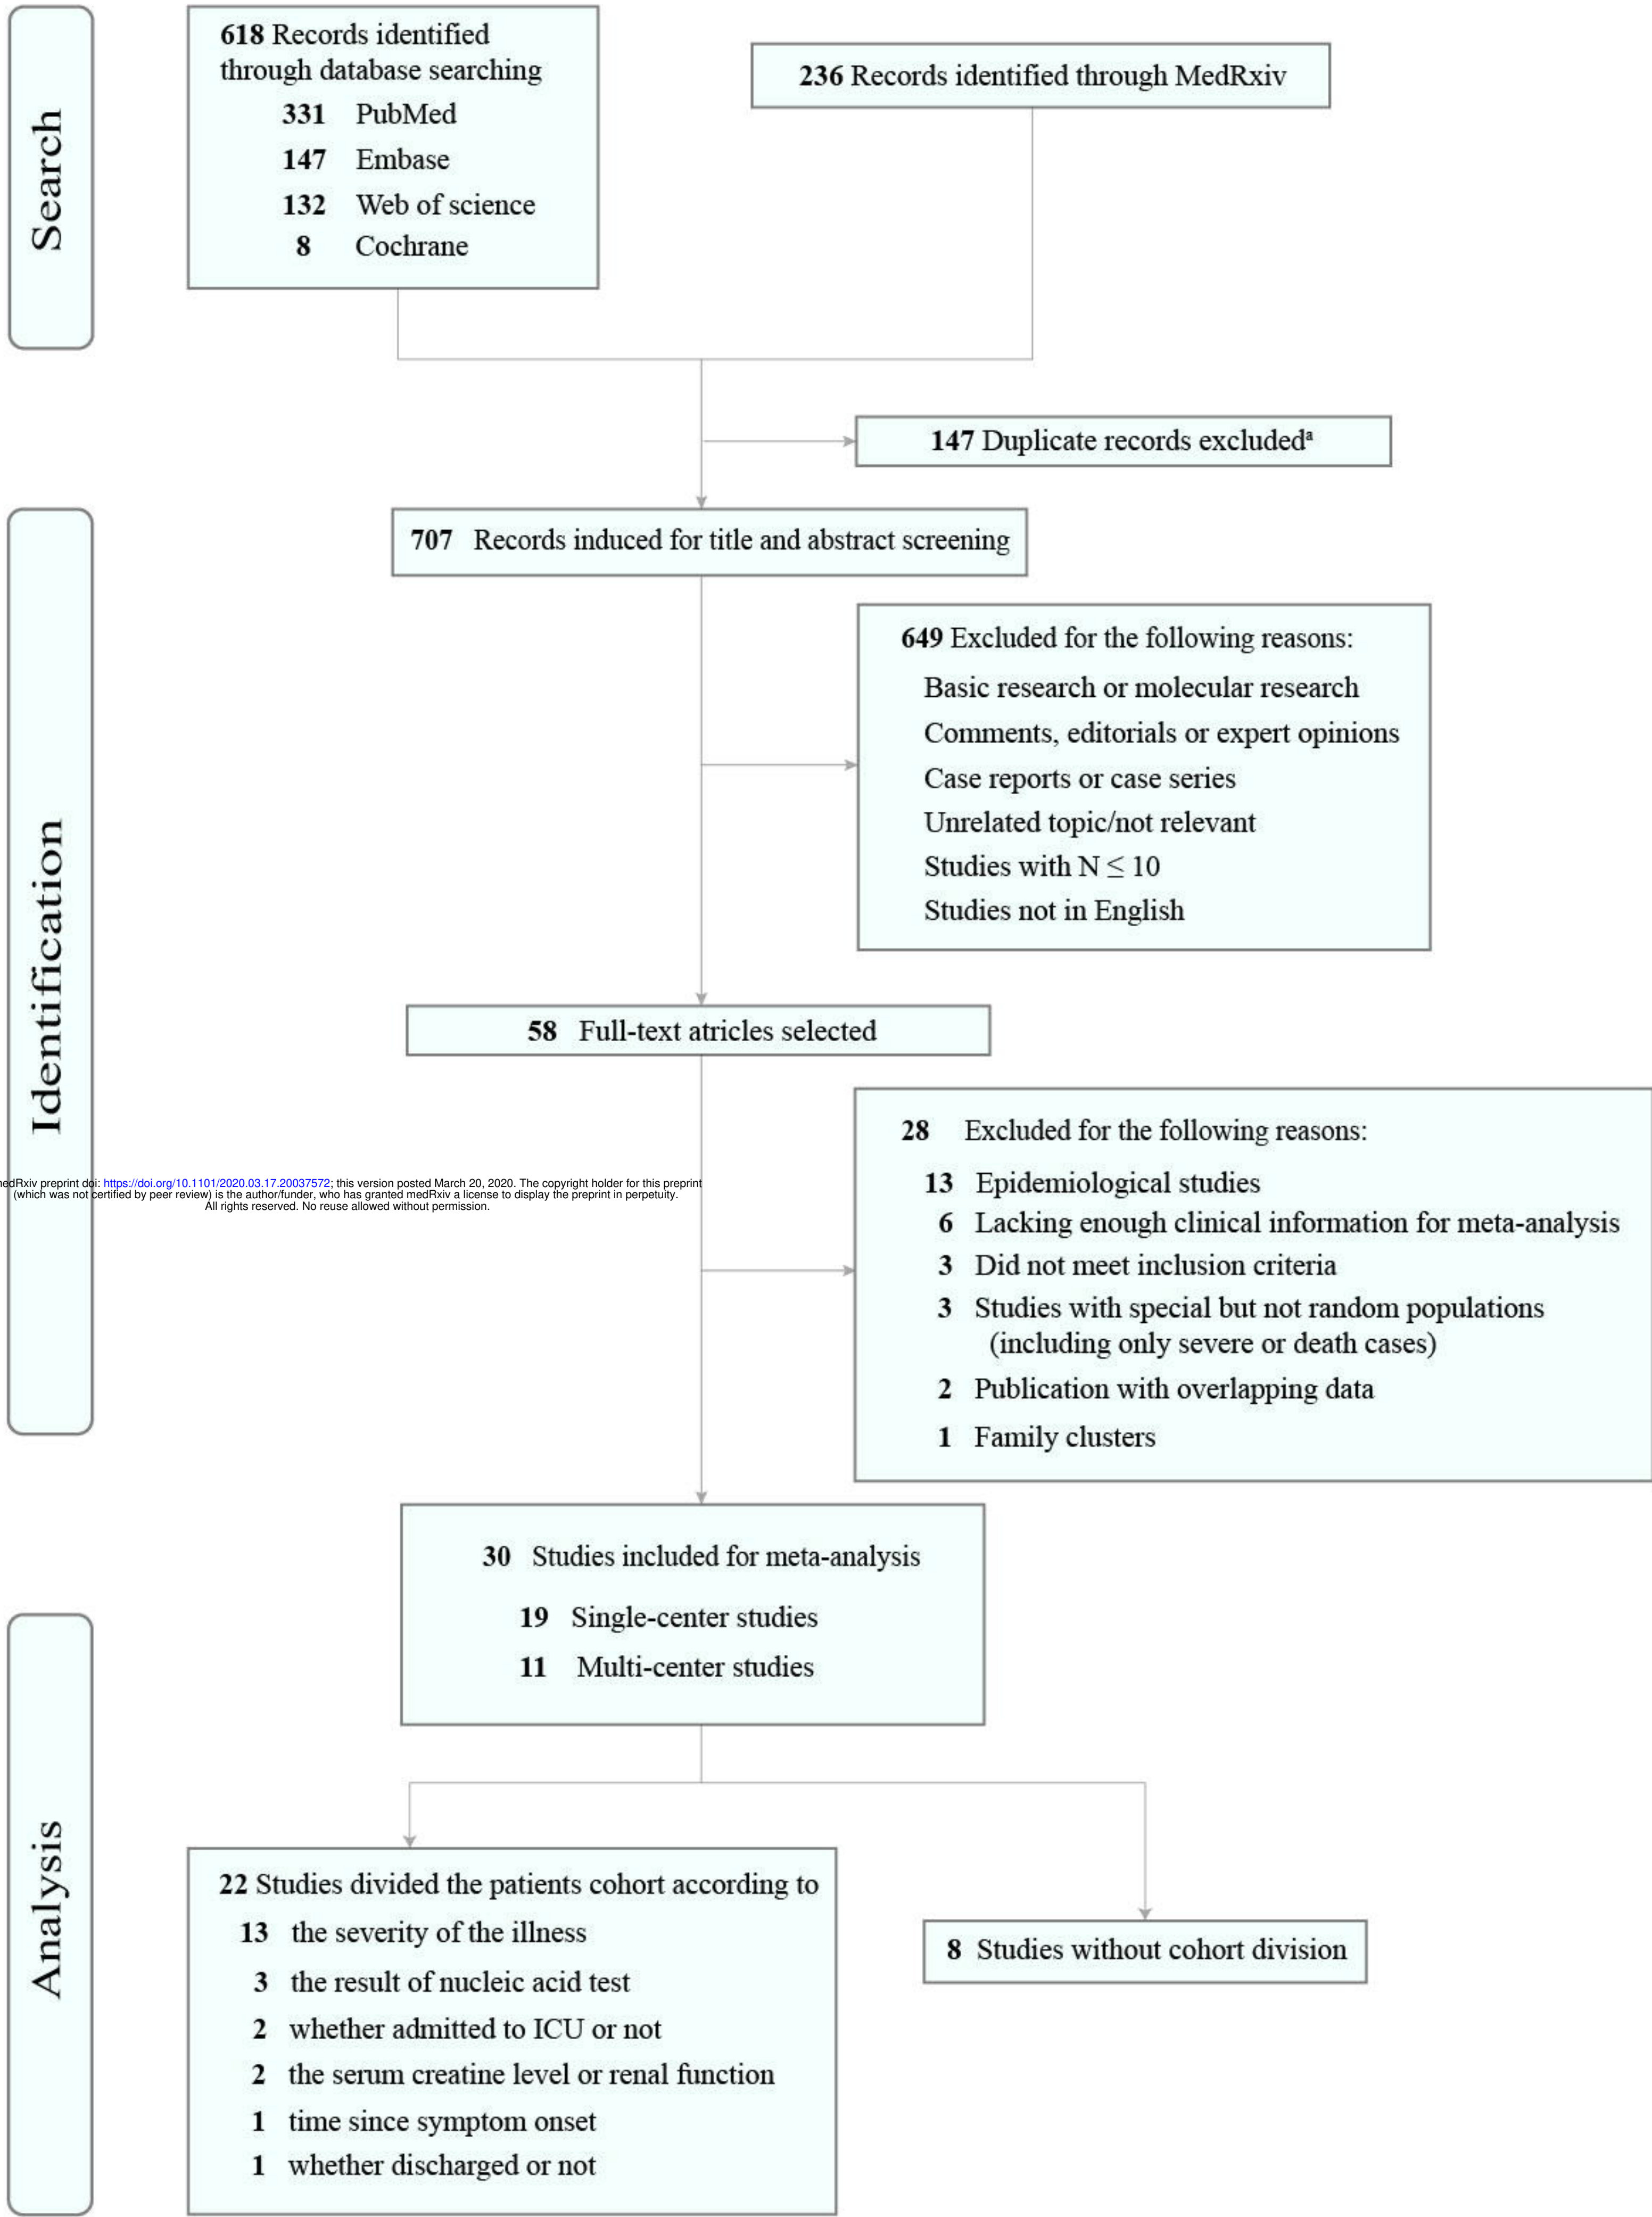 Search
618 Records identified
through database searching
331 PubMed
147 Embase
132 Web of science
8 Cochrane
236 Records identified through MedRxiv
147 Duplicate records excludedª
Identification
707 Records induced for title and abstract screening
649 Excluded for the following reasons:
Basic research or molecular research
Comments, editorials or expert opinions
Case reports or case series
Unrelated topic/not relevant
Studies with N ≤ 10
Studies not in English
58 Full-text atricles selected
28 Excluded for the following reasons:
13 Epidemiological studies
6 Lacking enough clinical information for meta-analysis
3 Did not meet inclusion criteria
3 Studies with special but not random populations
(including only severe or death cases)
2 Publication with overlapping data
1 Family clusters
edRxiv preprint doi: https://doi.org/10.1101/2020.03.17.20037572; this version posted March 20, 2020. The copyright holder for this preprint
(which was not certified by peer review) is the author/funder, who has granted medRxiv a license to display the preprint in perpetuity.
All rights reserved. No reuse allowed without permission.
30 Studies included for meta-analysis
19 Single-center studies
11 Multi-center studies
Analysis
22 Studies divided the patients cohort according to
13 the severity of the illness
3 the result of nucleic acid test
2 whether admitted to ICU or not
2 the serum creatine level or renal function
1 time since symptom onset
1 whether discharged or not
8 Studies without cohort division